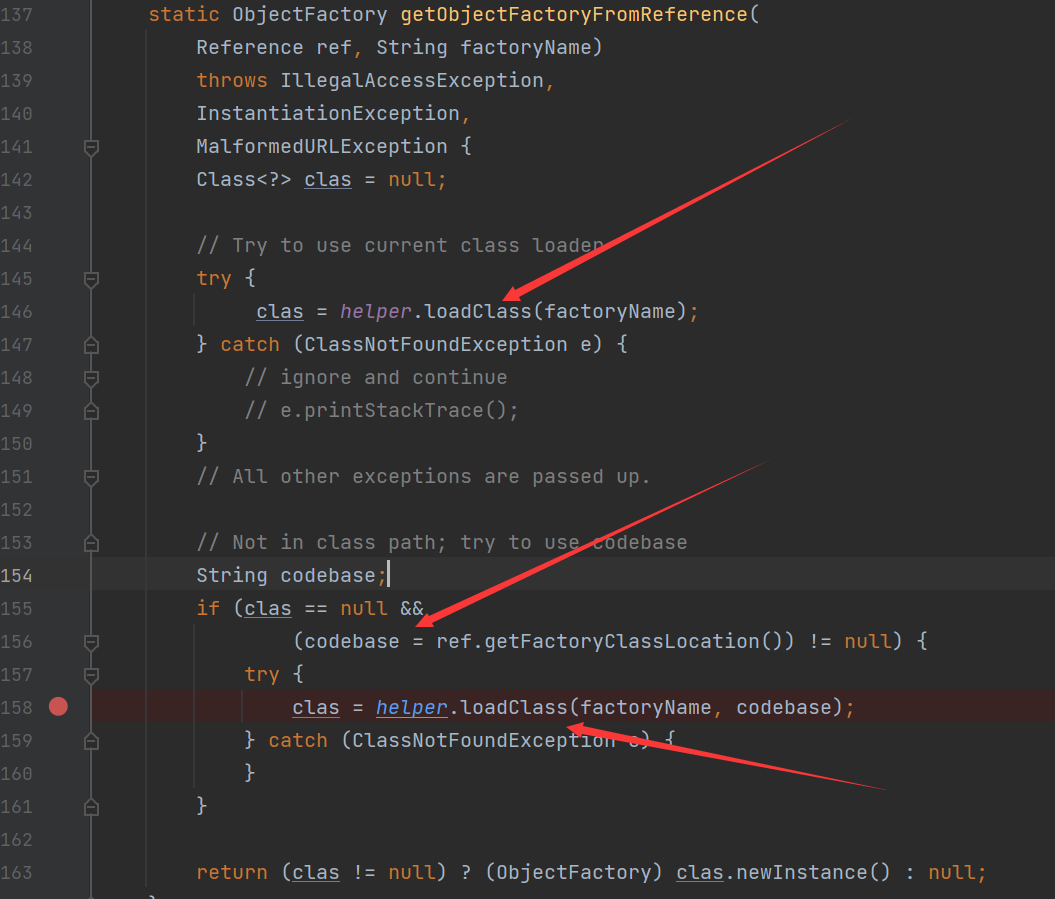 137 static ObjectFactory getObjectFactoryFromReference(
138 Reference ref, String factoryName)
139 throws IllegalAccessException,
140 InstantiationException,
141 MalformedURLException {
142 Class<?> clas = null;
143
144 // Try to use current class loader
145 try {
146 clas = helper.loadClass(factoryName);
147 } catch (ClassNotFoundException e) {
148 // ignore and continue
149 // e.printStackTrace();
150 }
151 // All other exceptions are passed up.
152
153 // Not in class path; try to use codebase
154 String codebase;
155 if (clas == null &&
156 (codebase = ref.getFactoryClassLocation()) != null) {
157 try {
158 clas = helper.loadClass(factoryName, codebase);
159 } catch (ClassNotFoundException e) {
160 }
161 }
162
163 return (clas != null) ? (ObjectFactory) clas.newInstance() : null;